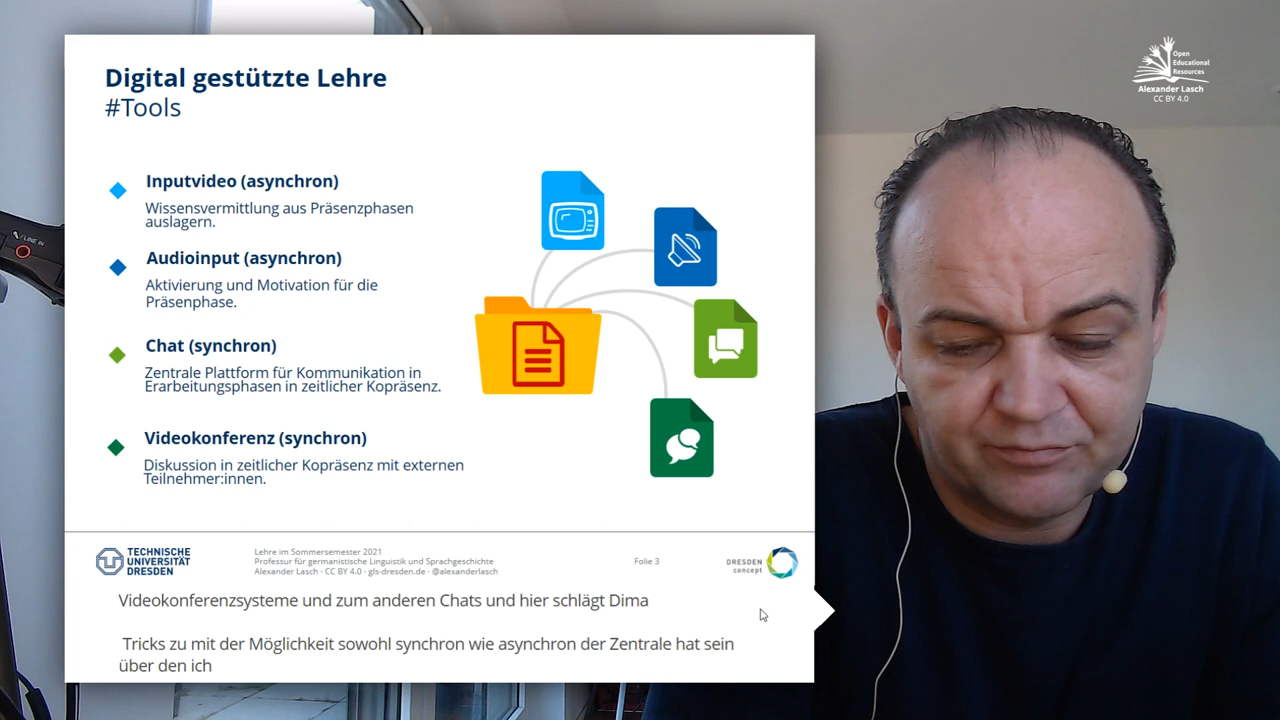 Digital gestützte Lehre
#Tools
Inputvideo (asynchron)
Wissensvermittlung aus Präsenzphasen
auslagern.
Audioinput (asynchron)
Aktivierung und Motivation für die
Präsenphase.
Chat (synchron)
Zentrale Plattform für Kommunikation in
Erarbeitungsphasen in zeitlicher Kopräsenz.
Videokonferenz (synchron)
Diskussion in zeitlicher Kopräsenz mit externen
Teilnehmer:innen.
TECHNISCHE
UNIVERSITÄT
DRESDEN
Lehre im Sommersemester 2021
Professur für germanistische Linguistik und Sprachgeschichte
Alexander Lasch · CC BY 4.0 · gls-dresden.de · @alexanderlasch
Folie 3
DRESDEN
concept
Videokonferenzsysteme und zum anderen Chats und hier schlägt Dima
Tricks zu mit der Möglichkeit sowohl synchron wie asynchron der Zentrale hat sein
über den ich
Open
Educational
Resources
Alexander Lasch
CC BY 4.0
LINE IN